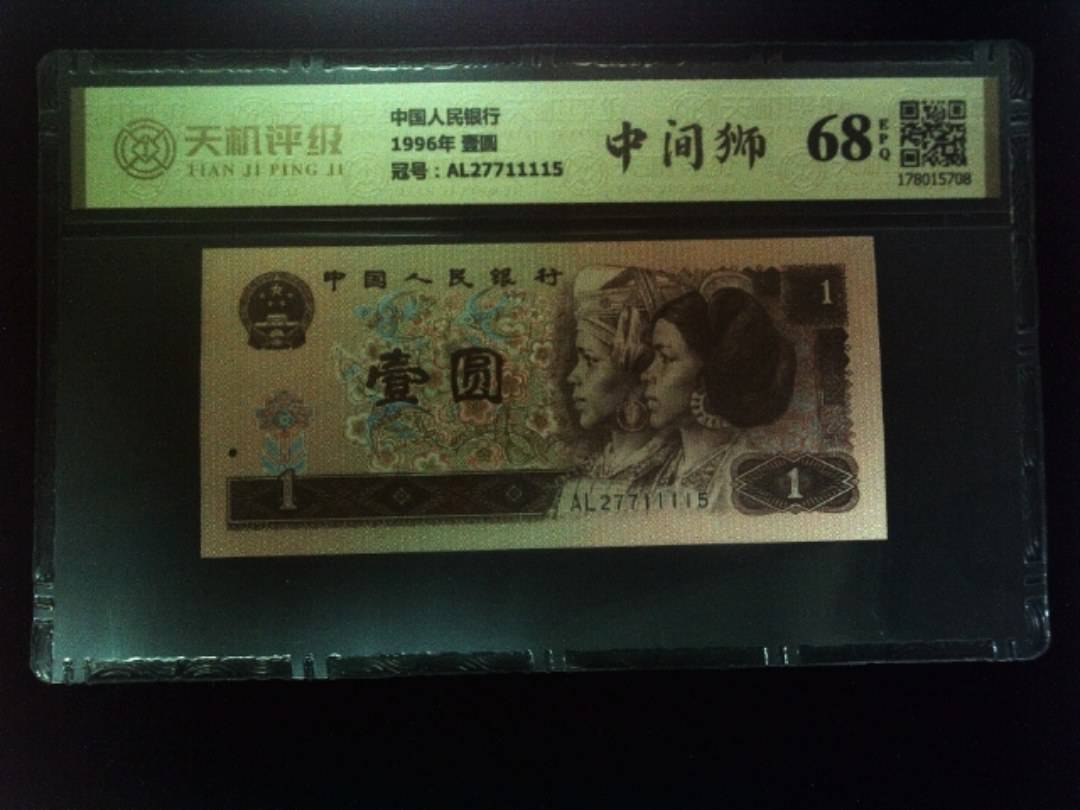 天机评级
TIAN JI PING JI
中国人民银行
1996年 壹圆
冠号：AL27711115
中间狮
68
EPQ
178015708
中国人民银行
1
壹圆
1
AL27711115
1